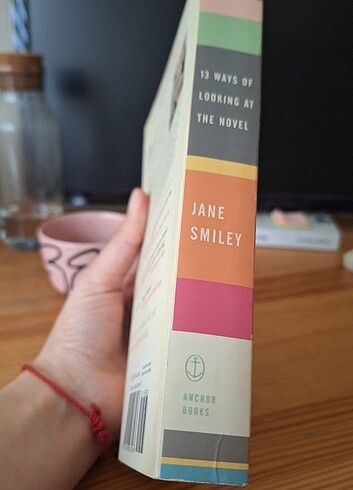 13 WAYS OF
LOOKING AT
THE NOVEL
JANE
SMILEY
ANCHOR
BOOKS